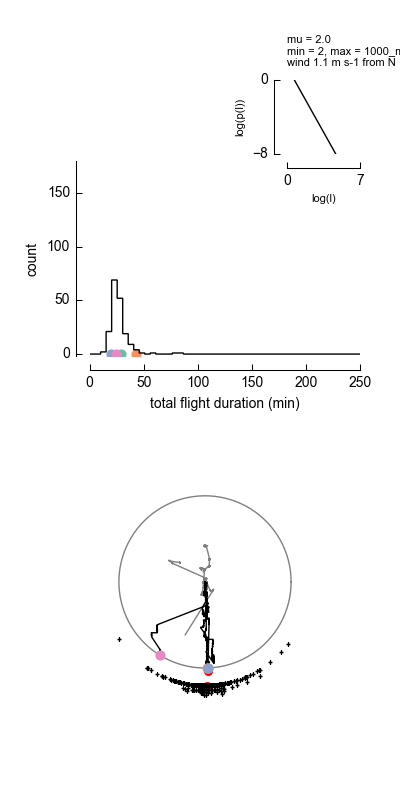 mu = 2.0
min = 2, max = 1000_m
wind 1.1 m s-1 from N
0
−8
log(p(l))
0 7
log(l)
150
100
50
0
count
0 50 100 150 200 250
total flight duration (min)